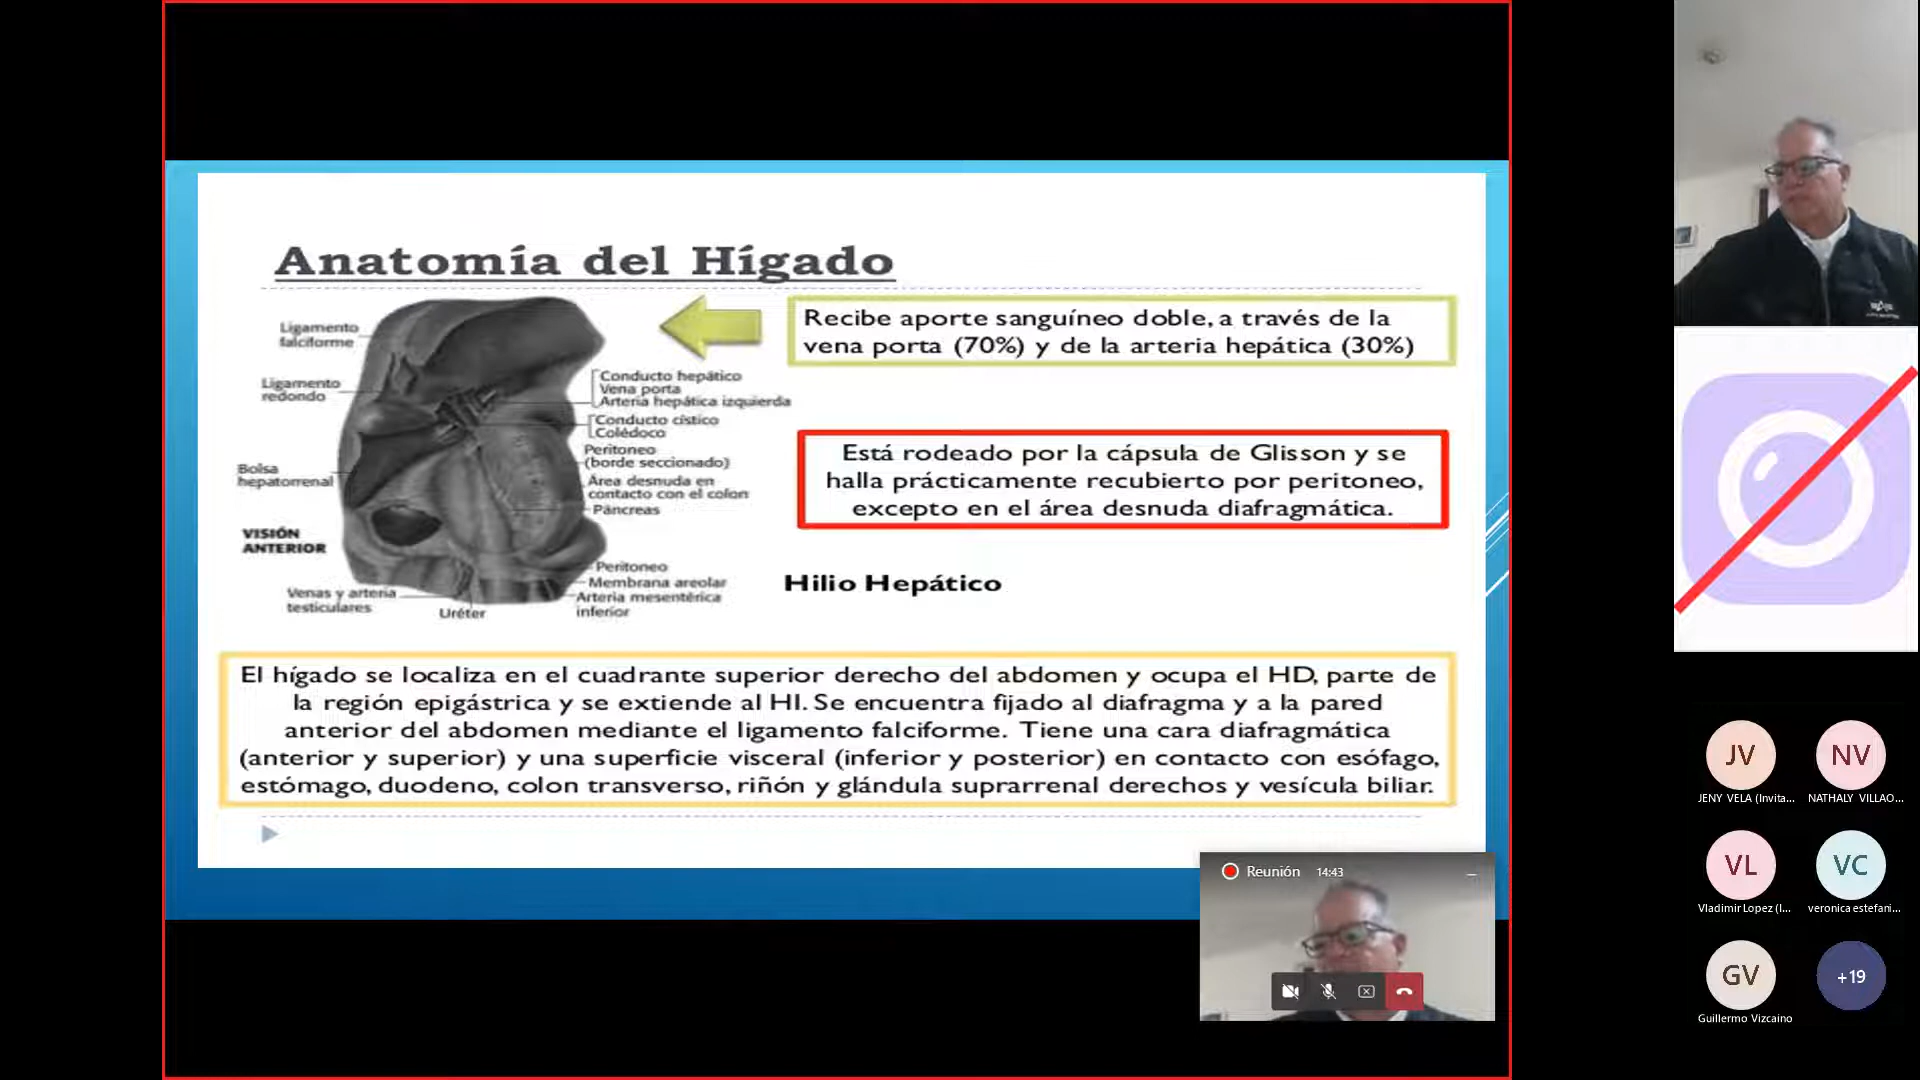 Anatomía del Hígado
Recibe aporte sanguíneo doble, a través de la
vena porta (70%) y de la arteria hepática (30%)
Ligamento
falciforme
Ligamento
redondo
Conducto hepático
Vena porta
Arteria hepática izquierda
Conducto cístico
Colédoco
Peritoneo
(borde seccionado)
Área desnuda en
contacto con el colon
Páncreas
Bolsa
hepatorrenal
VISIÓN
ANTERIOR
Peritoneo
Membrana areolar
Arteria mesentérica
inferior
Venas y arteria
testiculares
Uréter
Está rodeado por la cápsula de Glisson y se
halla prácticamente recubierto por peritoneo,
excepto en el área desnuda diafragmática.
Hilio Hepático
El hígado se localiza en el cuadrante superior derecho del abdomen y ocupa el HD, parte de
la región epigástrica y se extiende al HI. Se encuentra fijado al diafragma y a la pared
anterior del abdomen mediante el ligamento falciforme. Tiene una cara diafragmática
(anterior y superior) y una superficie visceral (inferior y posterior) en contacto con esófago,
estómago, duodeno, colon transverso, riñón y glándula suprarrenal derechos y vesícula biliar.
Reunión 14:43
JV
JENY VELA (Invita...
NV
NATHALY VILLAO...
VL
Vladimir Lopez (I...
VC
veronica estefani...
GV
Guillermo Vizcaino
+19